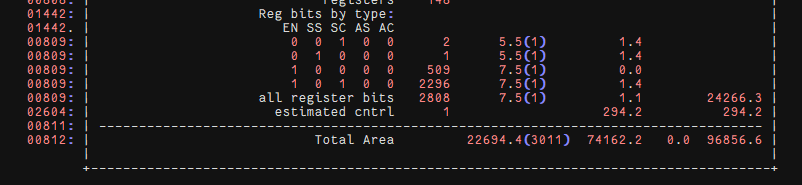 00808: | registers 148
01442: | Reg bits by type:
01442. | EN SS SC AS AC
00809: | 0 0 1 0 0 2 5.5(1) 1.4
00809: | 0 1 0 0 0 1 5.5(1) 1.4
00809: | 1 0 0 0 0 509 7.5(1) 0.0
00809: | 1 0 1 0 0 2296 7.5(1) 1.4
00809: | all register bits 2808 7.5(1) 1.1 24266.3 |
02604: | estimated cntrl 1 294.2 294.2 |
00811: | ------------------------------------------------------------------------------- |
00812: | Total Area 22694.4(3011) 74162.2 0.0 96856.6 |
+-----------------------------------------------------------------------------------+